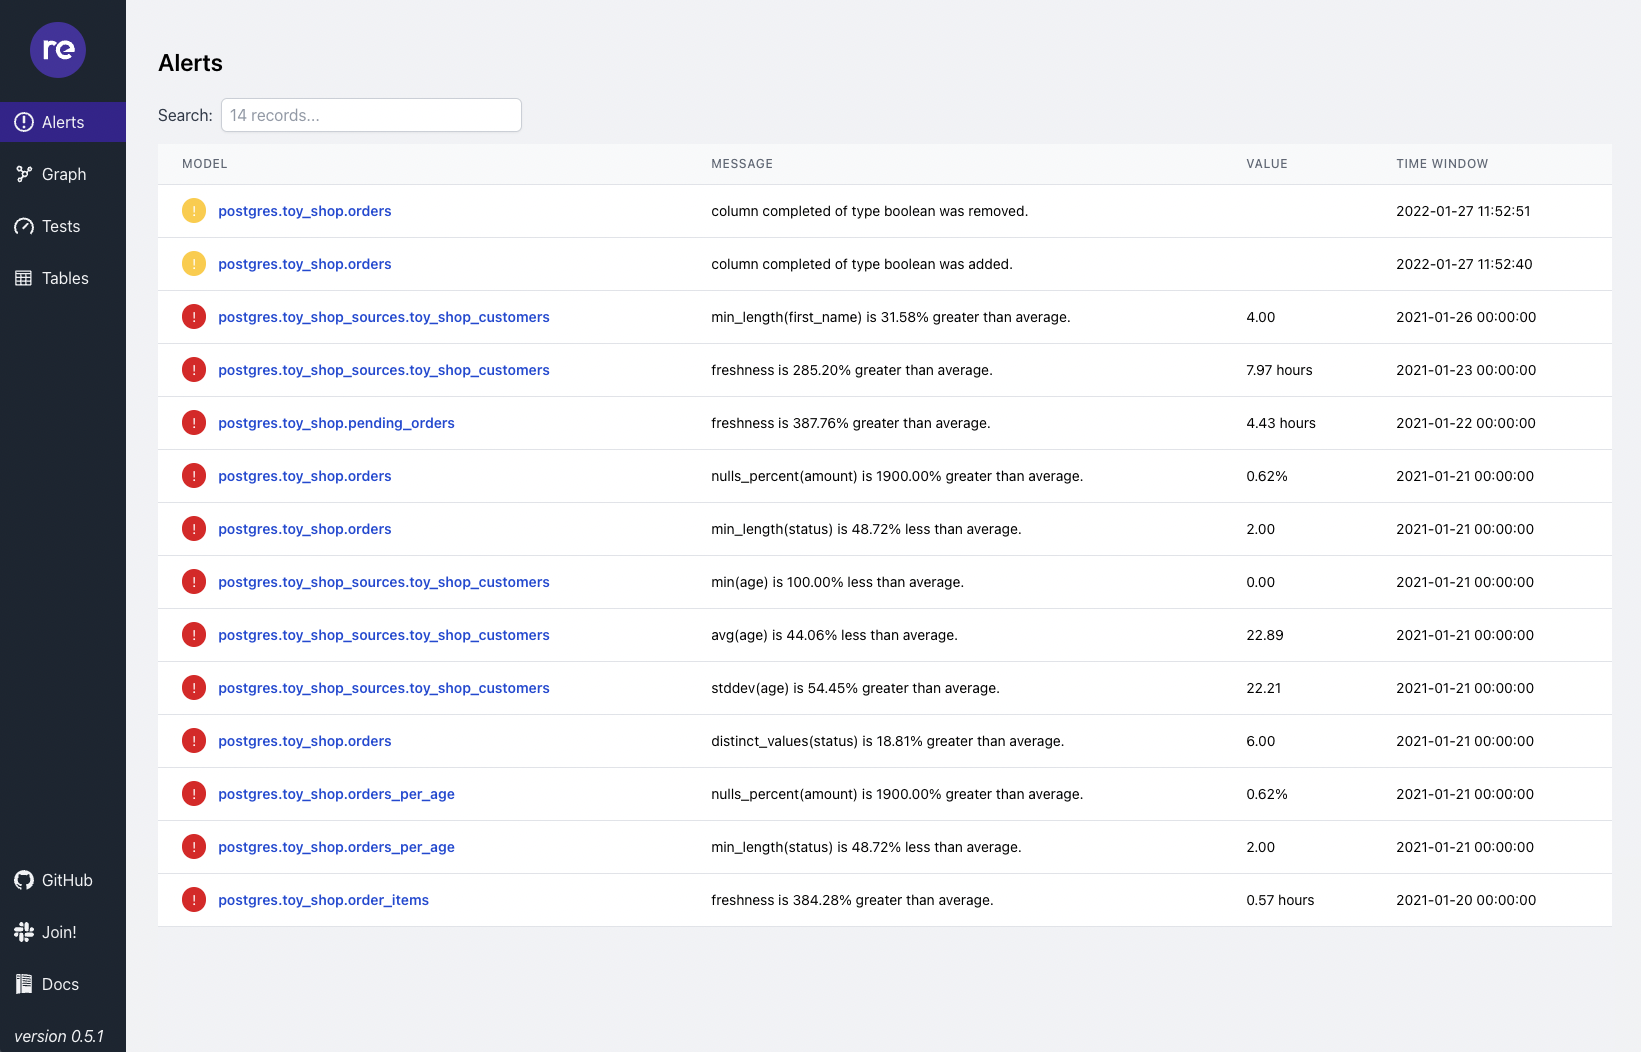 re
Alerts
Graph
Tests
Tables
GitHub
Join!
Docs
version 0.5.1
Alerts
Search: 14 records...
MODEL MESSAGE VALUE TIME WINDOW
! postgres.toy_shop.orders column completed of type boolean was removed. 2022-01-27 11:52:51
! postgres.toy_shop.orders column completed of type boolean was added. 2022-01-27 11:52:40
! postgres.toy_shop_sources.toy_shop_customers min_length(first_name) is 31.58% greater than average. 4.00 2021-01-26 00:00:00
! postgres.toy_shop_sources.toy_shop_customers freshness is 285.20% greater than average. 7.97 hours 2021-01-23 00:00:00
! postgres.toy_shop.pending_orders freshness is 387.76% greater than average. 4.43 hours 2021-01-22 00:00:00
! postgres.toy_shop.orders nulls_percent(amount) is 1900.00% greater than average. 0.62% 2021-01-21 00:00:00
! postgres.toy_shop.orders min_length(status) is 48.72% less than average. 2.00 2021-01-21 00:00:00
! postgres.toy_shop_sources.toy_shop_customers min(age) is 100.00% less than average. 0.00 2021-01-21 00:00:00
! postgres.toy_shop_sources.toy_shop_customers avg(age) is 44.06% less than average. 22.89 2021-01-21 00:00:00
! postgres.toy_shop_sources.toy_shop_customers stddev(age) is 54.45% greater than average. 22.21 2021-01-21 00:00:00
! postgres.toy_shop.orders distinct_values(status) is 18.81% greater than average. 6.00 2021-01-21 00:00:00
! postgres.toy_shop.orders_per_age nulls_percent(amount) is 1900.00% greater than average. 0.62% 2021-01-21 00:00:00
! postgres.toy_shop.orders_per_age min_length(status) is 48.72% less than average. 2.00 2021-01-21 00:00:00
! postgres.toy_shop.order_items freshness is 384.28% greater than average. 0.57 hours 2021-01-20 00:00:00